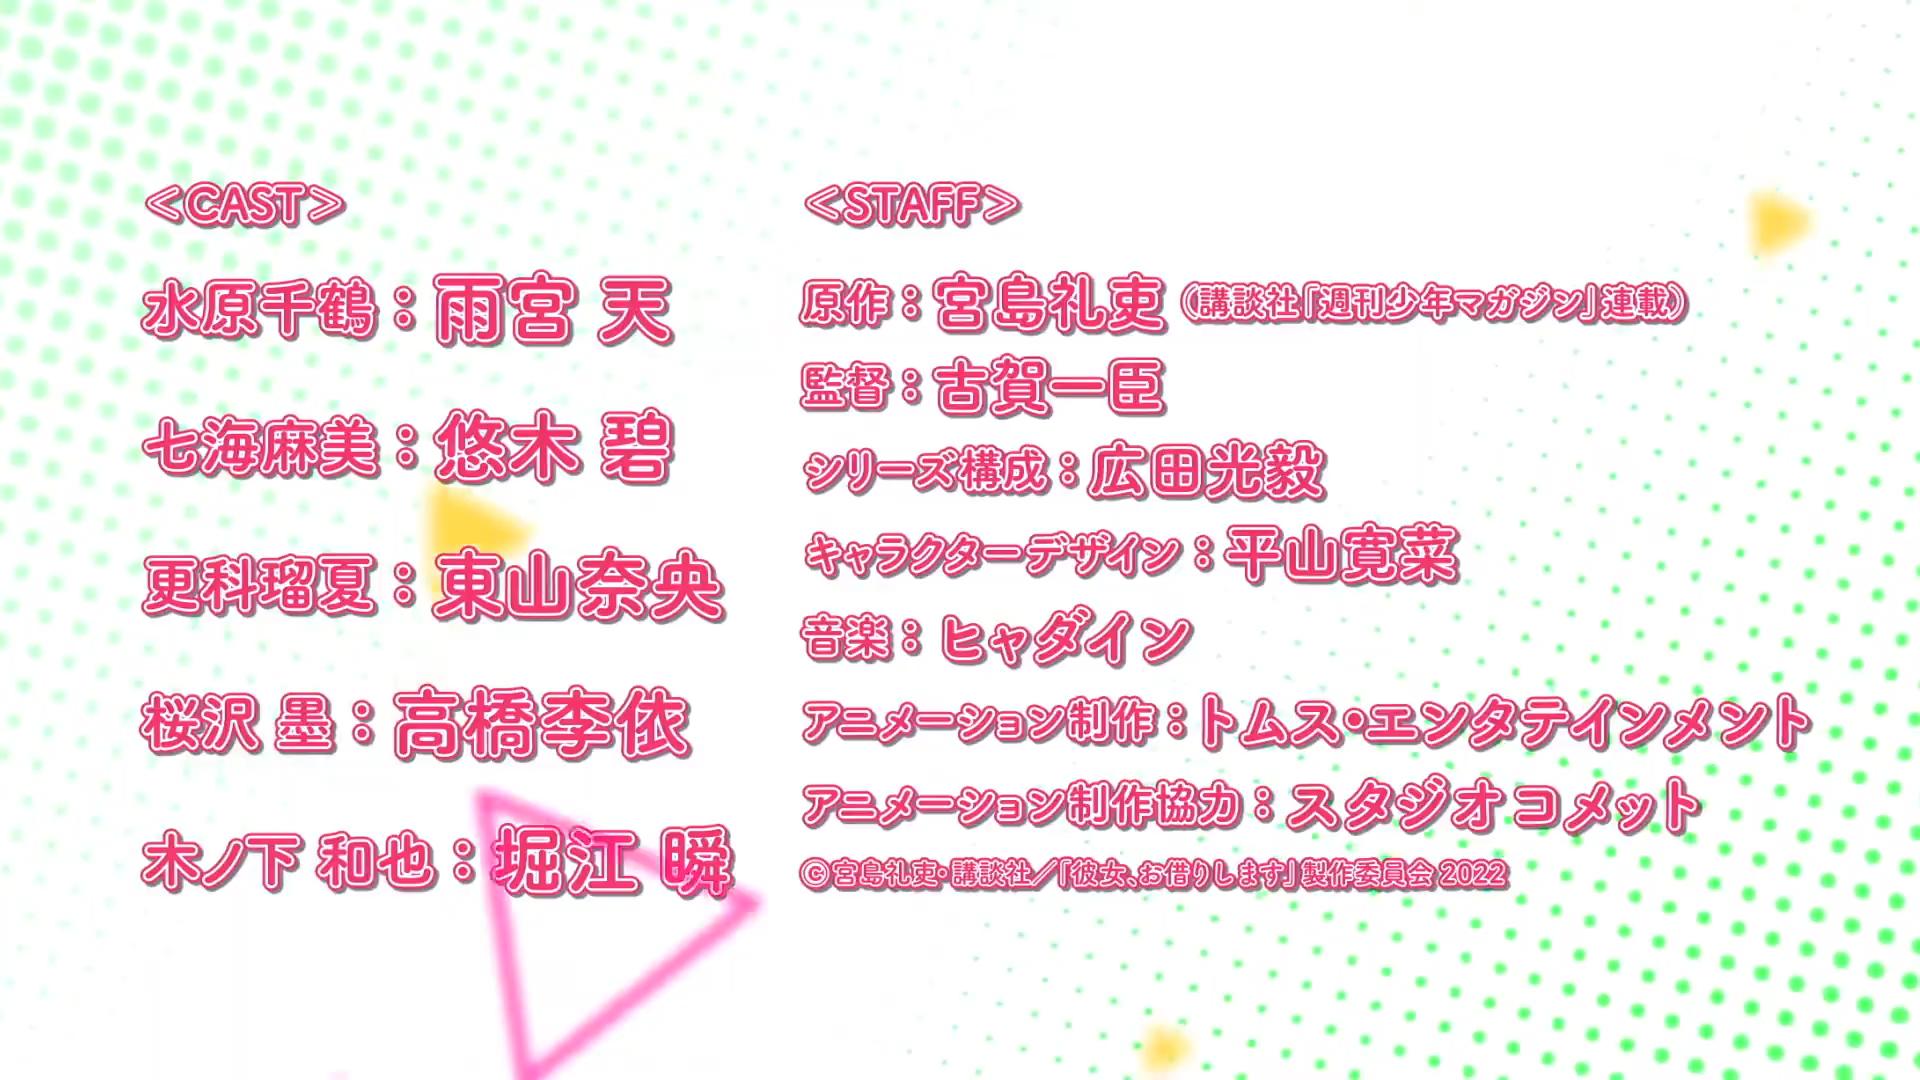 ＜CAST＞
水原千鶴：雨宮 天
七海麻美：悠木 碧
更科瑠夏：東山奈央
桜沢 墨：高橋李依
木ノ下 和也：堀江 瞬
＜STAFF＞
原作：宮島礼吏（講談社「週刊少年マガジン」連載）
監督：古賀一臣
シリーズ構成：広田光毅
キャラクターデザイン：平山寛菜
音楽：ヒャダイン
アニメーション制作：トムス・エンタテインメント
アニメーション制作協力：スタジオコメット
©宮島礼吏・講談社／「彼女、お借りします」製作委員会 2022